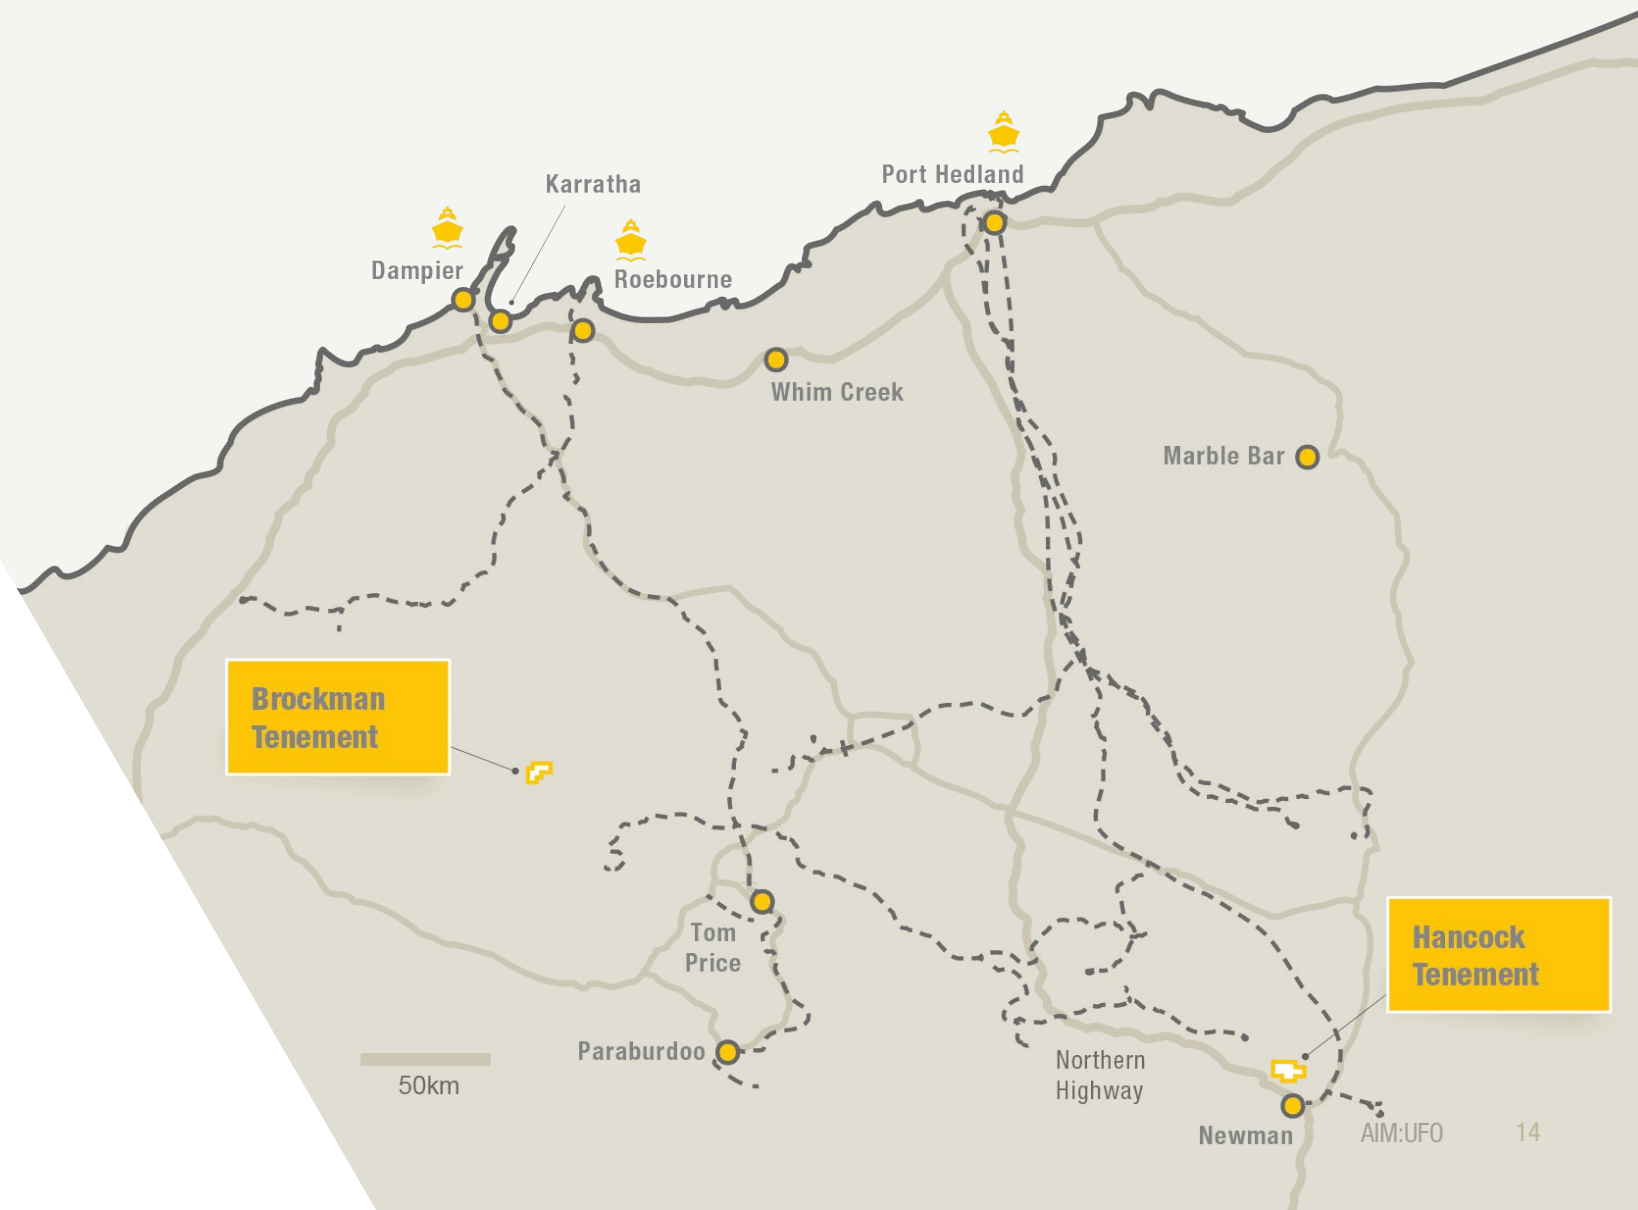 Port Hedland
Karratha
Dampier
Roebourne
Whim Creek
Marble Bar
Brockman
Tenement
Hancock
Tenement
Tom
Price
Paraburdoo
50km
Northern
Highway
Newman
AIM:UFO
14